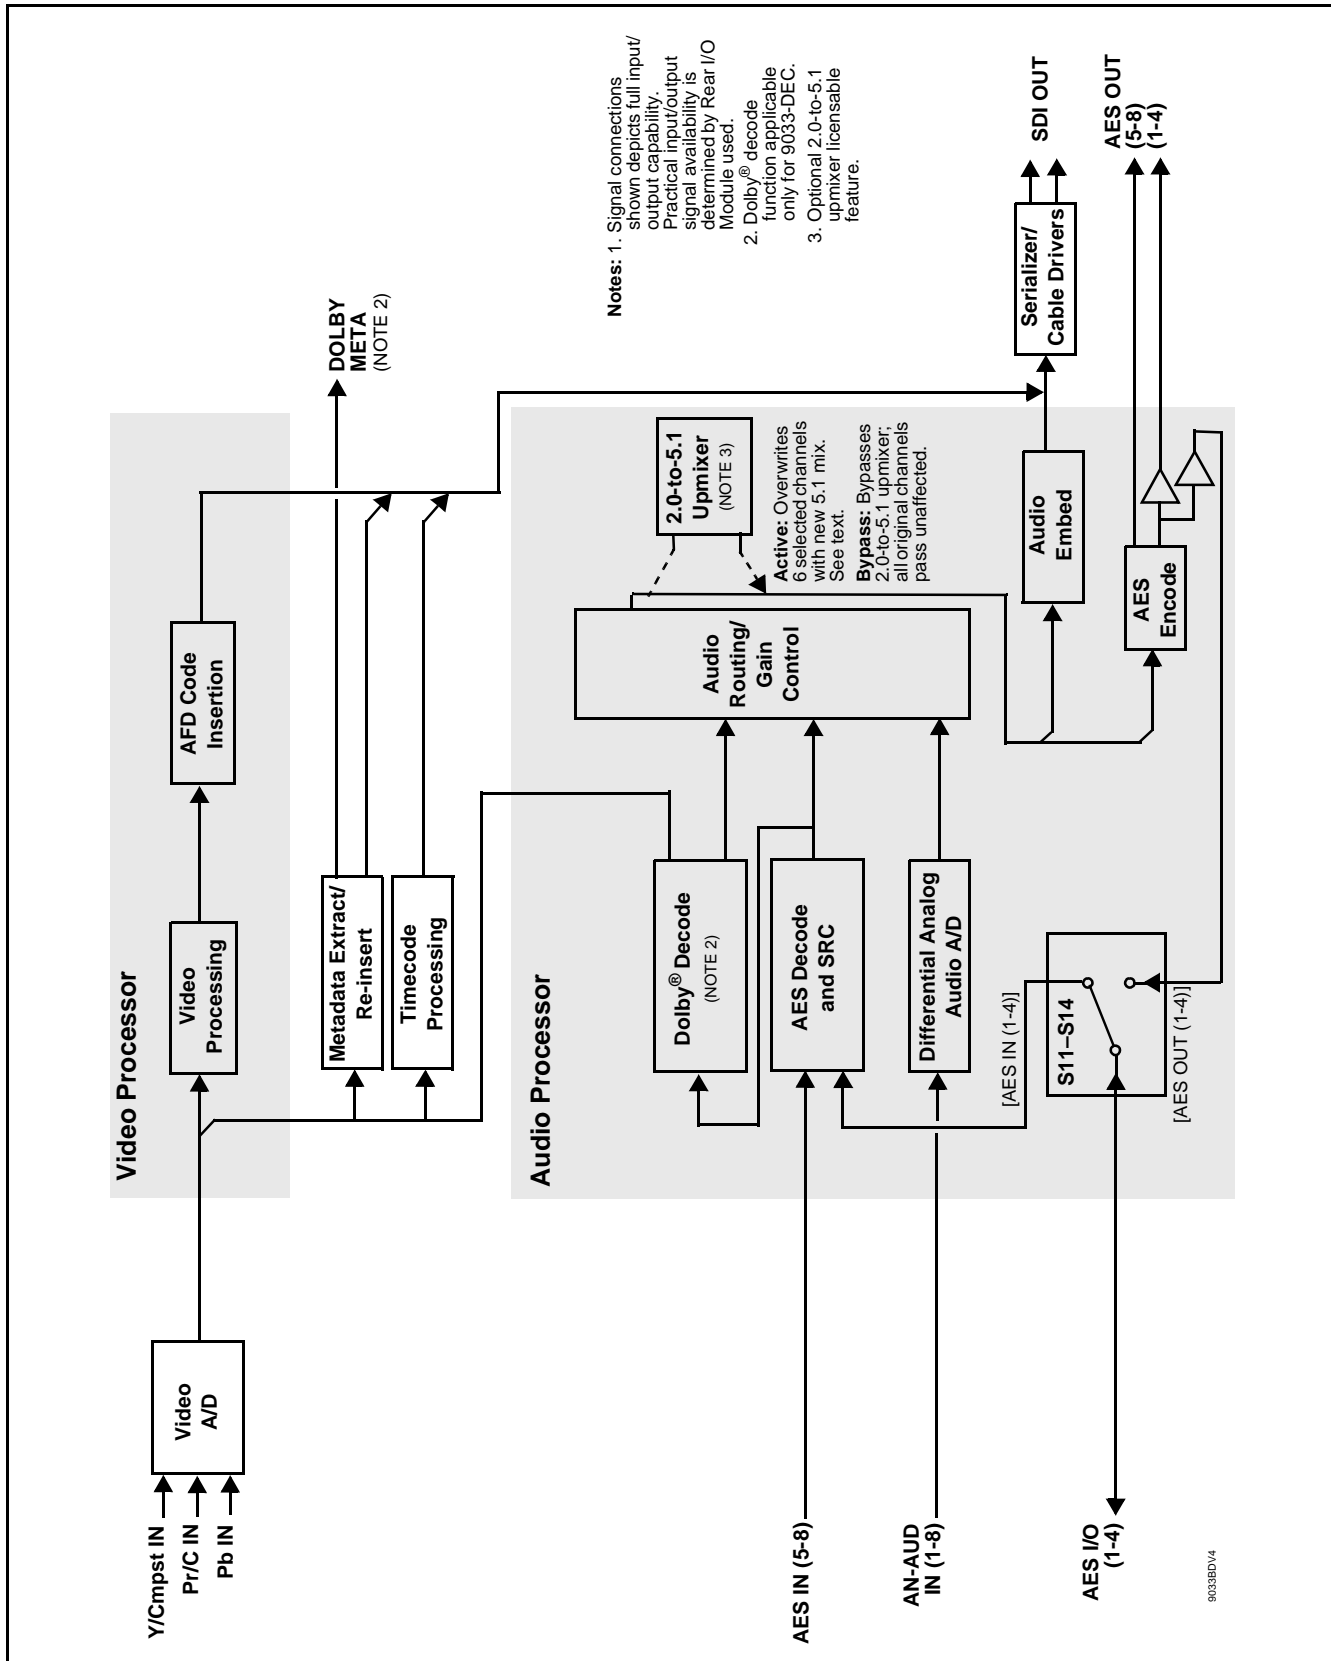 Video Processor
Y/Cmpst IN
Pr/C IN
Pb IN
Video
A/D
Video
Processing
AFD Code
Insertion
Metadata Extract/
Re-insert
Timecode
Processing
DOLBY
META
(NOTE 2)
Audio Processor
Dolby® Decode
(NOTE 2)
AES Decode
and SRC
Differential Analog
Audio A/D
Audio
Routing/
Gain
Control
2.0-to-5.1
Upmixer
(NOTE 3)
Active: Overwrites
6 selected channels
with new 5.1 mix.
See text.
Bypass: Bypasses
2.0-to-5.1 upmixer;
all original channels
pass unaffected.
Notes: 1. Signal connections
shown depicts full input/
output capability.
Practical input/output
signal availability is
determined by Rear I/O
Module used.
2. Dolby® decode
function applicable
only for 9033-DEC.
3. Optional 2.0-to-5.1
upmixer licensable
feature.
AES IN (5-8)
AN-AUD
IN (1-8)
AES I/O
(1-4)
[AES IN (1-4)]
S11–S14
[AES OUT (1-4)]
Audio
Embed
AES
Encode
Serializer/
Cable Drivers
SDI OUT
AES OUT
(5-8)
(1-4)
9033BDV4